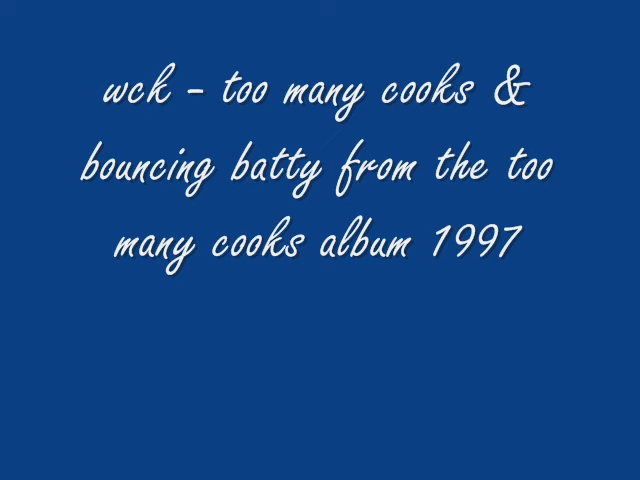 wck - too many cooks &
bouncing batty from the too
many cooks album 1997